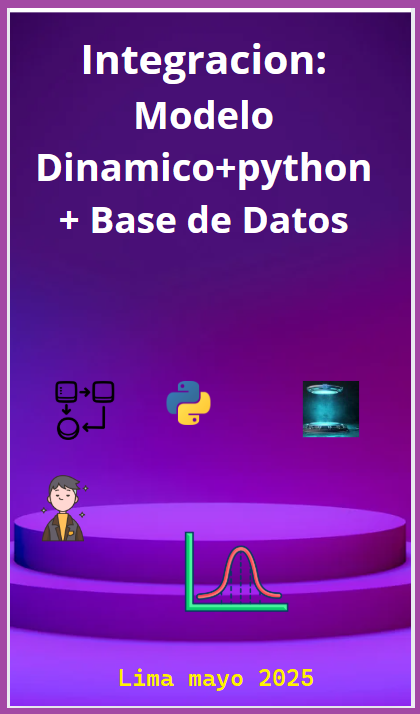 Integracion:
Modelo
Dinamico+python
+ Base de Datos
Lima mayo 2025